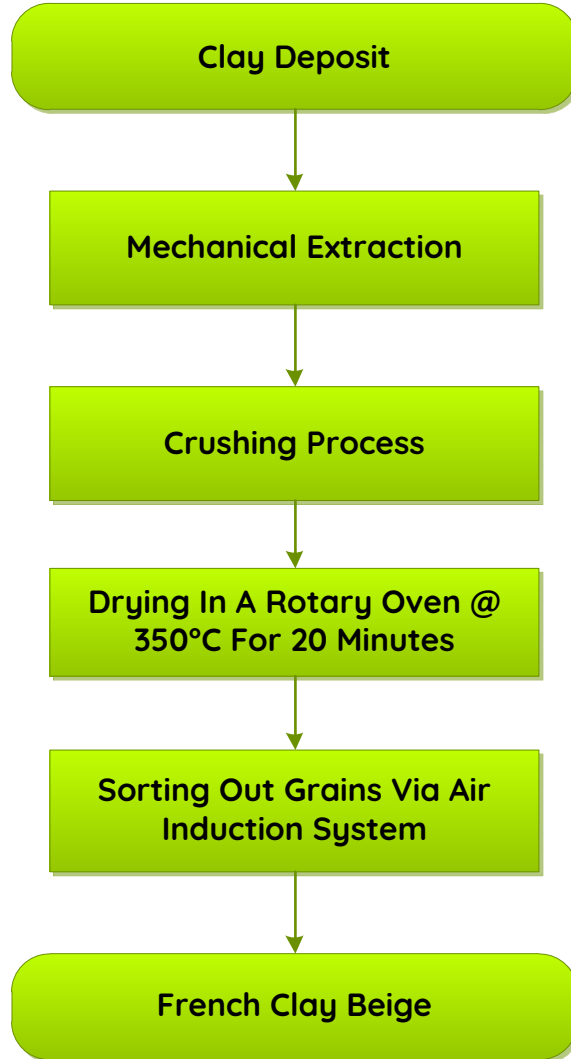 Clay Deposit
Mechanical Extraction
Crushing Process
Drying In A Rotary Oven @
350°C For 20 Minutes
Sorting Out Grains Via Air
Induction System
French Clay Beige